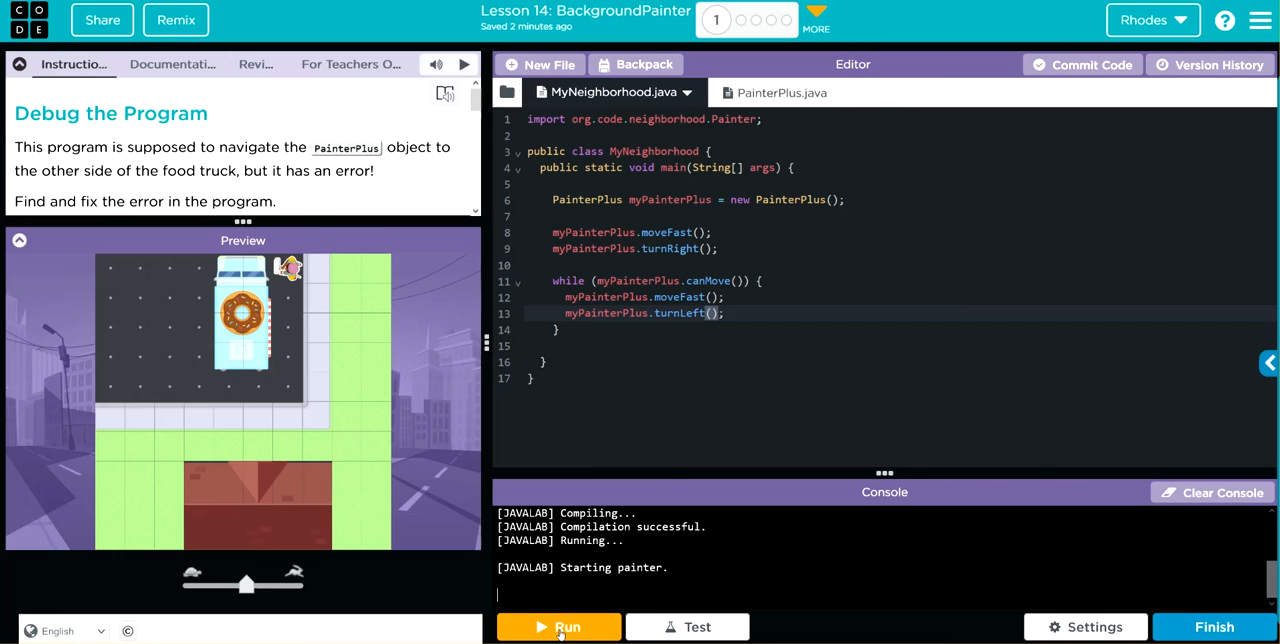 C O
D E
Share
Remix
Lesson 14: BackgroundPainter
Saved 2 minutes ago
1
MORE
Rhodes
?
Instructio...
Documentati...
Revi...
For Teachers O...
Debug the Program
This program is supposed to navigate the PainterPlus object to
the other side of the food truck, but it has an error!
Find and fix the error in the program.
Preview
English
©
New File
Backpack
Editor
Commit Code
Version History
MyNeighborhood.java
PainterPlus.java
1 import org.code.neighborhood.Painter;
2
3 public class MyNeighborhood {
4 public static void main(String[] args) {
5
6 PainterPlus myPainterPlus = new PainterPlus();
7
8 myPainterPlus.moveFast();
9 myPainterPlus.turnRight();
10
11 while (myPainterPlus.canMove()) {
12 myPainterPlus.moveFast();
13 myPainterPlus.turnLeft();
14 }
15
16 }
17 }
Console
Clear Console
[JAVALAB] Compiling...
[JAVALAB] Compilation successful.
[JAVALAB] Running...
[JAVALAB] Starting painter.
Run
Test
Settings
Finish